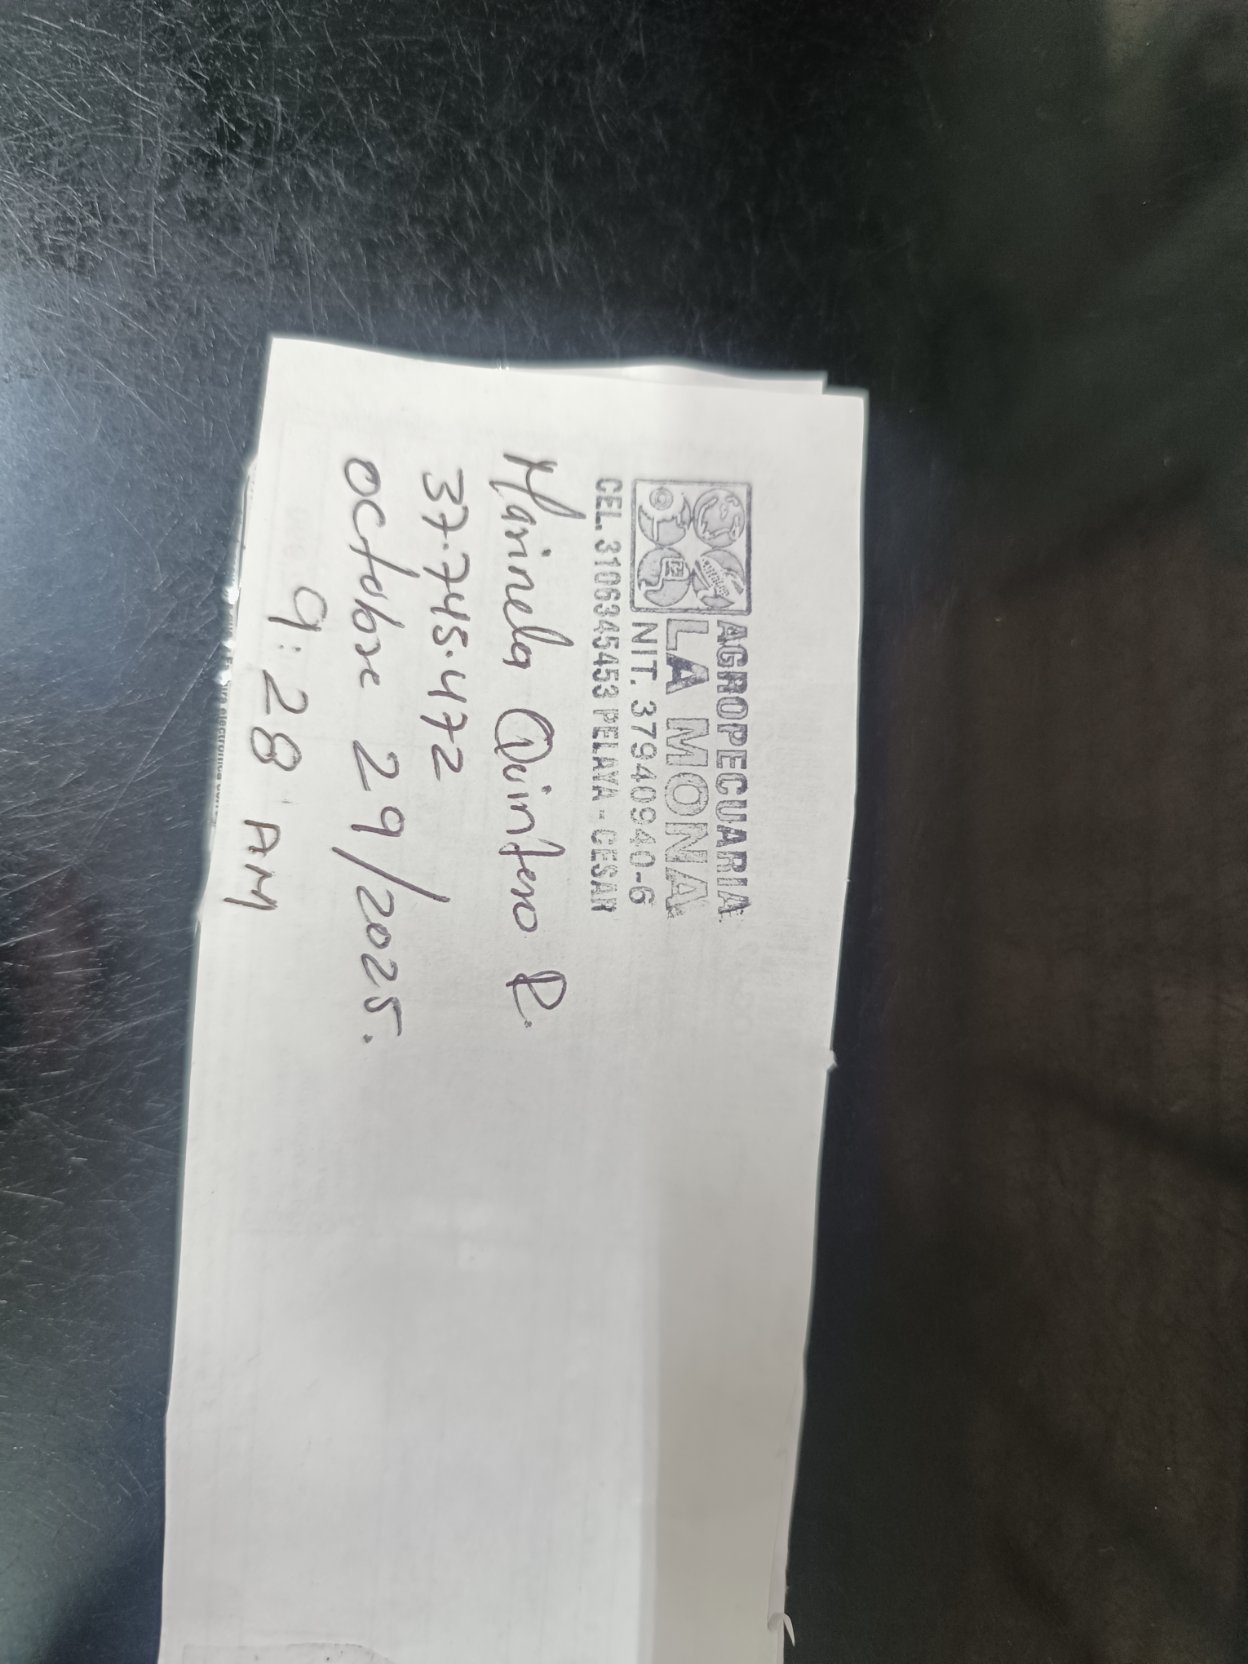 AGROPECUARIA
LA MONA
NIT. 37940940-6
CEL. 3106345453 PELAYA - CESAR
Marinela Quintero R.
37.745.472
octubre 29/2025.
9:28 AM